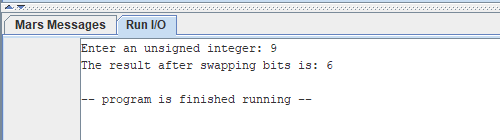 Mars Messages Run I/O
Enter an unsigned integer: 9
The result after swapping bits is: 6
-- program is finished running --